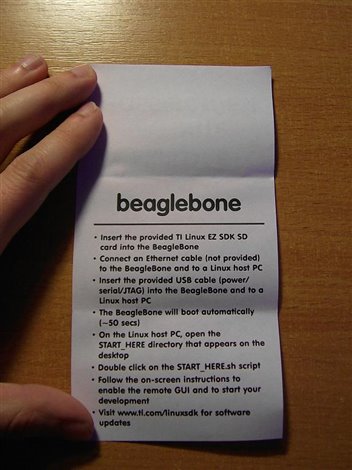 beaglebone
• Insert the provided TI Linux EZ SDK SD
card into the BeagleBone
• Connect an Ethernet cable (not provided)
to the BeagleBone and to a Linux host PC
• Insert the provided USB cable (power/
serial/JTAG) into the BeagleBone and to a
Linux host PC
• The BeagleBone will boot automatically
(~50 secs)
• On the Linux host PC, open the
START_HERE directory that appears on the
desktop
• Double click on the START_HERE.sh script
• Follow the on-screen instructions to
enable the remote GUI and to start your
development
• Visit www.ti.com/linuxsdk for software
updates